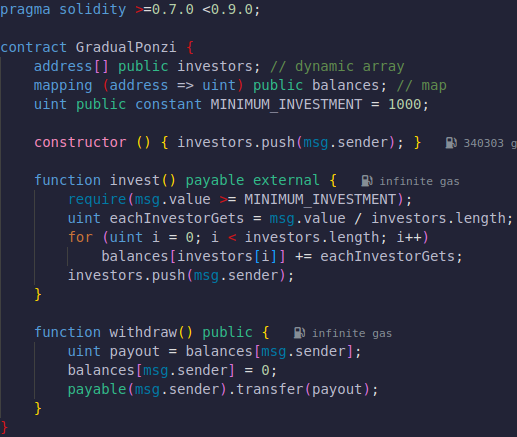 pragma solidity >=0.7.0 <0.9.0;
contract GradualPonzi {
address[] public investors; // dynamic array
mapping (address => uint) public balances; // map
uint public constant MINIMUM_INVESTMENT = 1000;
constructor () { investors.push(msg.sender); } 340303 g
function invest() payable external { infinite gas
require(msg.value >= MINIMUM_INVESTMENT);
uint eachInvestorGets = msg.value / investors.length;
for (uint i = 0; i < investors.length; i++)
balances[investors[i]] += eachInvestorGets;
investors.push(msg.sender);
}
function withdraw() public { infinite gas
uint payout = balances[msg.sender];
balances[msg.sender] = 0;
payable(msg.sender).transfer(payout);
}
}